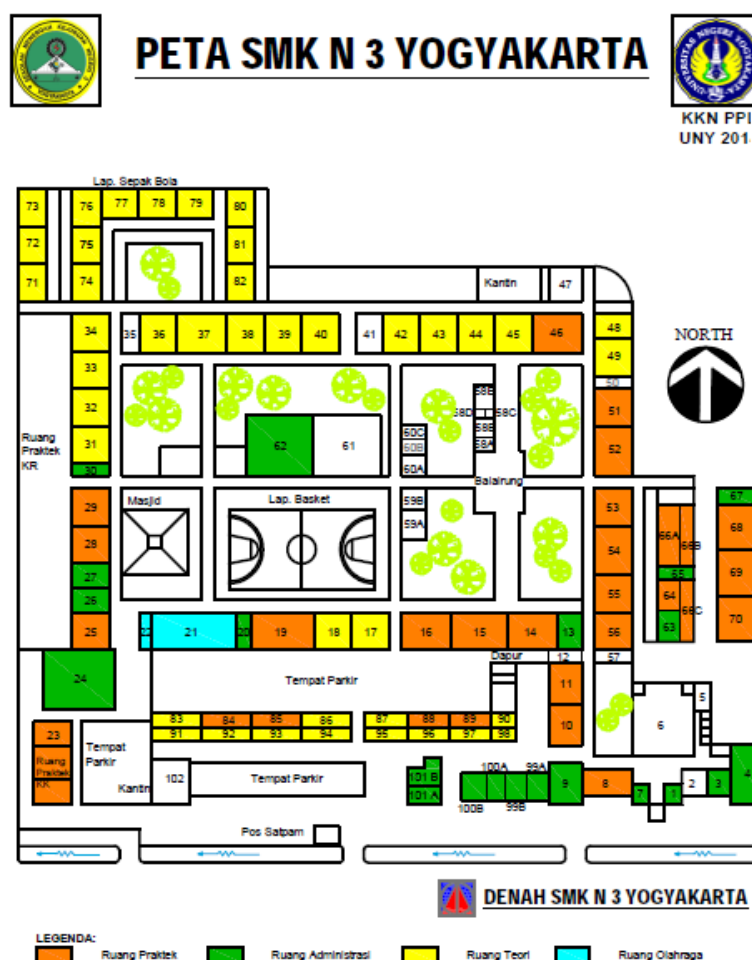 PETA SMK N 3 YOGYAKARTA
KKN PPI
UNY 201
Lap. Sepak Bola
73 76 77 78 79 80
72 75 81
71 74 82
Kantin 47
NORTH
34 35 36 37 38 39 40 41 42 43 44 45 46 48
33 49
50
32 58E 51
58D 58C
31 60C 58B
62 61 60B 58A 52
Ruang
Praktek
KR
30 60A
Balairung
67
29 Masjid Lap. Basket 59B 53 68
28 59A 54 66A 66B
27 65 69
26 55 64 66C
25 22 21 20 19 18 17 16 15 14 13 56 63 70
Dapur 12 57
24 Tempat Parkir 11
5
83 84 85 86 87 88 89 90 10 6
91 92 93 94 95 96 97 98
23
Ruang
Praktek
KK
Tempat
Parkir
Kantin 102 Tempat Parkir
101 B
101 A
100A 99A
100B 99B
9 8 7 1 2 3 4
Pos Satpam
DENAH SMK N 3 YOGYAKARTA
LEGENDA:
Ruang Praktek Ruang Administrasi Ruang Teori Ruang Olahraga